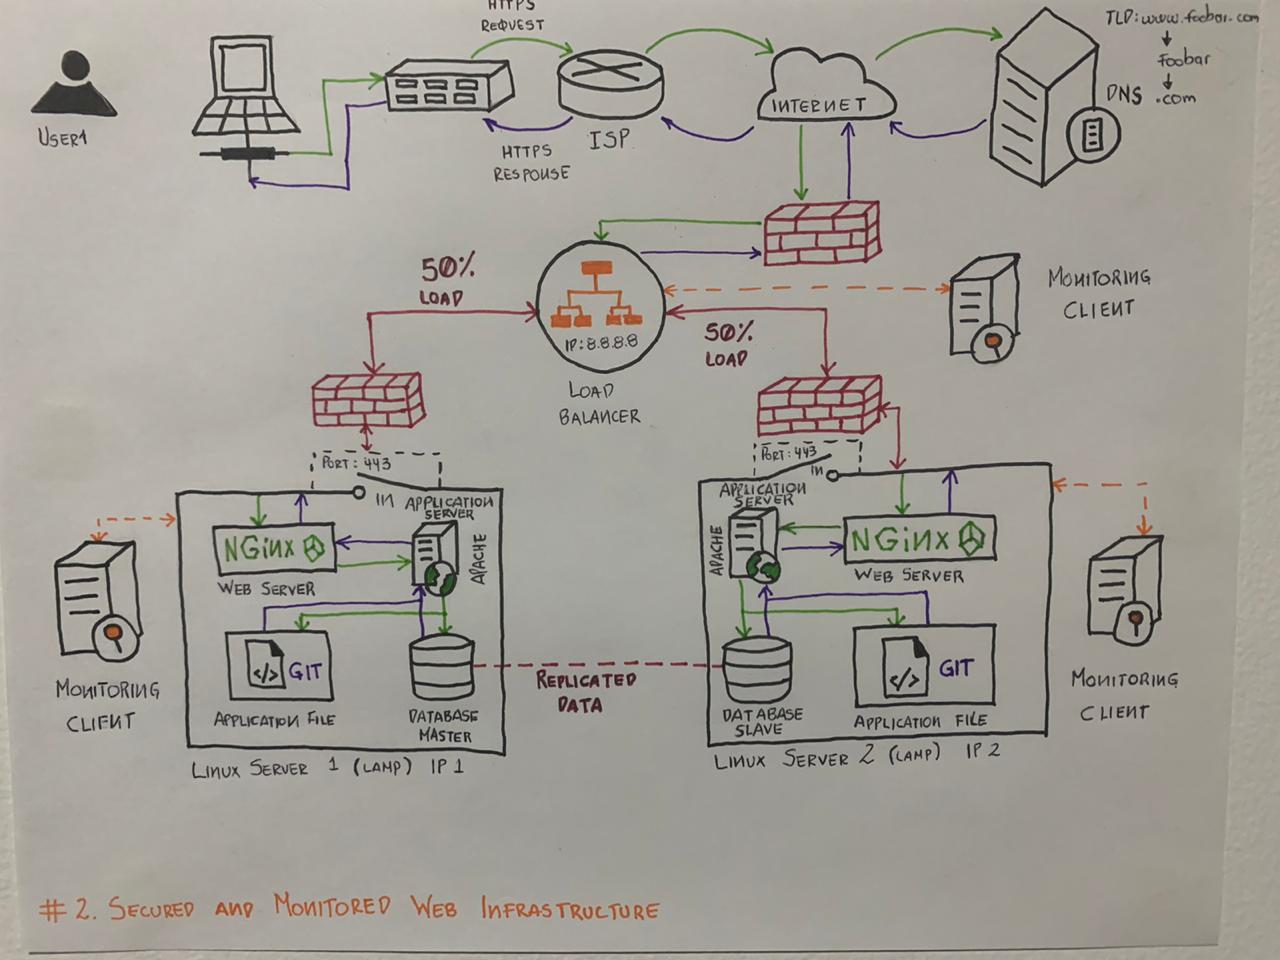 HTTPS
REQUEST
TLD: www.foobar.com
Foobar
.com
DNS
INTERNET
USER1
ISP
HTTPS
RESPONSE
50%
LOAD
MONITORING
CLIENT
50%
LOAD
IP:8.8.8.8
LOAD
BALANCER
PORT: 443
IN
PORT: 443
IN
APPLICATION
SERVER
APPLICATION
SERVER
NGINX
APACHE
WEB SERVER
APACHE
NGINX
WEB SERVER
</> GIT
APPLICATION FILE
DATABASE
MASTER
REPLICATED
DATA
DATABASE
SLAVE
</> GIT
APPLICATION FILE
MONITORING
CLIENT
MONITORING
CLIENT
LINUX SERVER 1 (LAMP) IP 1
LINUX SERVER 2 (LAMP) IP 2
# 2. SECURED AND MONITORED WEB INFRASTRUCTURE